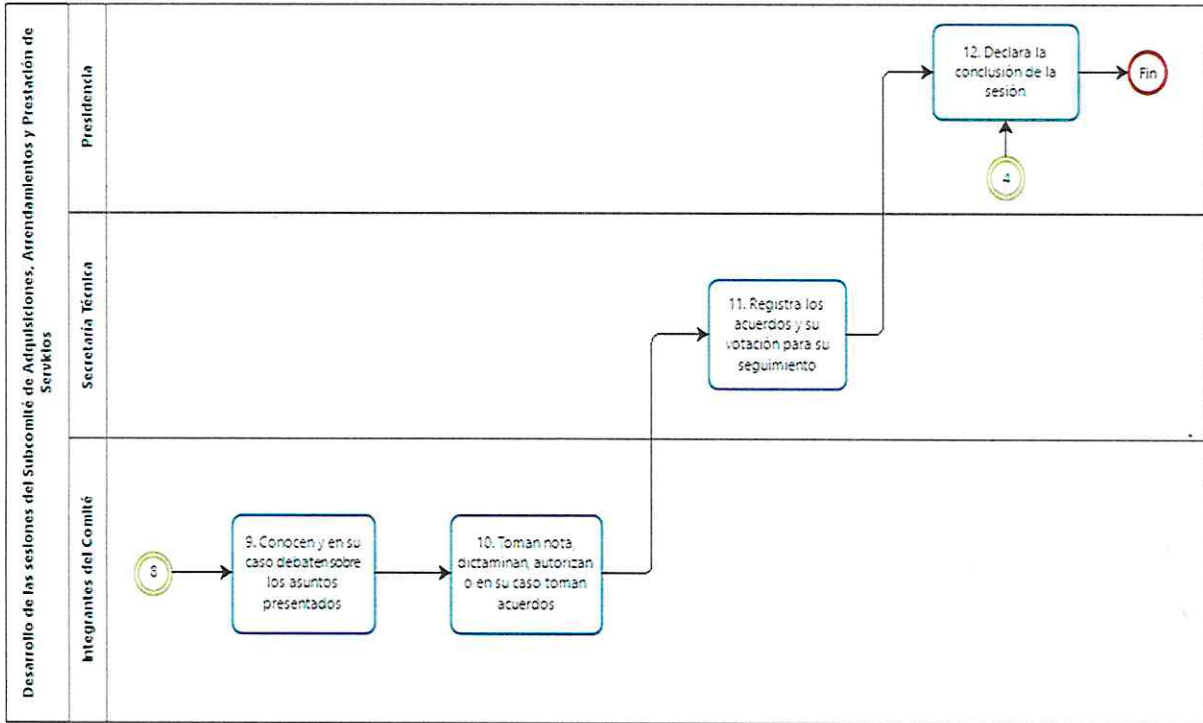 Desarrollo de las sesiones del Subcomité de Adquisiciones, Arrendamientos y Prestación de
Servicios
Presidencia
12. Declara la
conclusión de la
sesión
Fin
4
Secretaría Técnica
11. Registra los
acuerdos y su
votación para su
seguimiento
Integrantes del Comité
8
9. Conocen y en su
caso debaten sobre
los asuntos
presentados
10. Toman nota,
dictaminan, autorizan
o en su caso toman
acuerdos